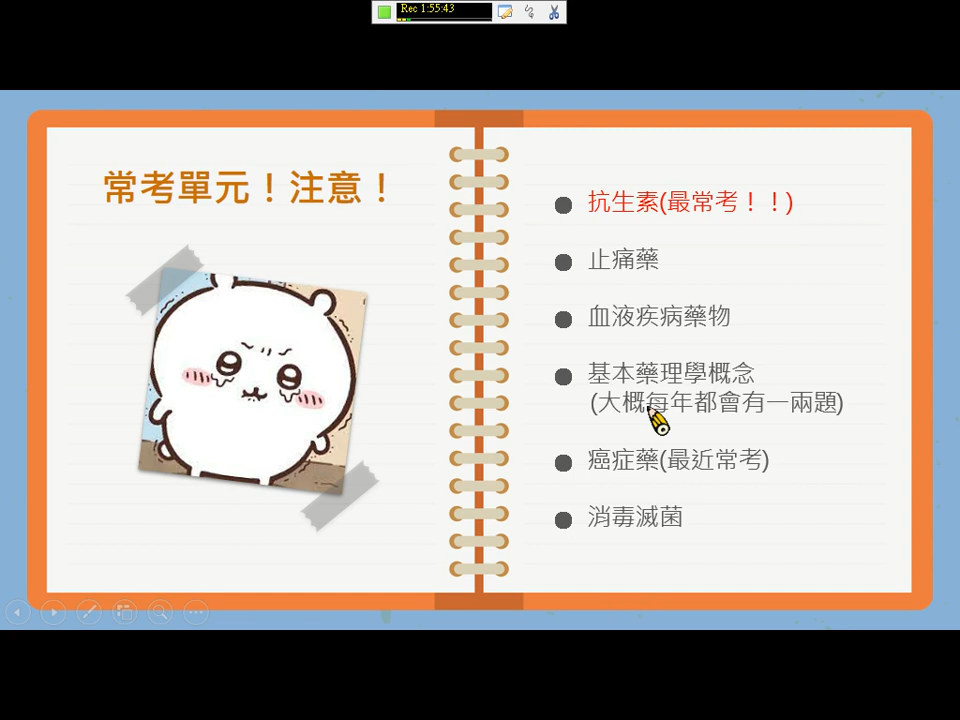 Rec 1:55:43
常考單元！注意！
抗生素(最常考！！)
止痛藥
血液疾病藥物
基本藥理學概念
(大概每年都會有一兩題)
癌症藥(最近常考)
消毒滅菌